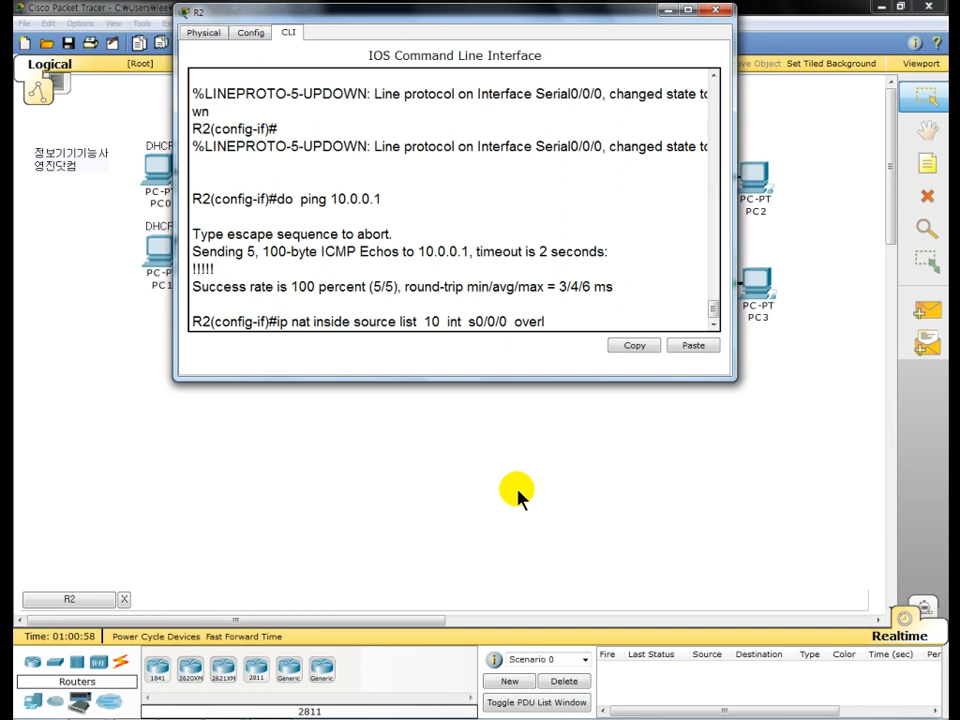 Cisco Packet Tracer - C:\Users\lee
R2
File Edit Options View Tools
Physical Config CLI
IOS Command Line Interface
Logical
[Root]
Object Set Tiled Background
Viewport
%LINEPROTO-5-UPDOWN: Line protocol on Interface Serial0/0/0, changed state to
wn
R2(config-if)#
%LINEPROTO-5-UPDOWN: Line protocol on Interface Serial0/0/0, changed state to
R2(config-if)#do ping 10.0.0.1
Type escape sequence to abort.
Sending 5, 100-byte ICMP Echos to 10.0.0.1, timeout is 2 seconds:
!!!!!
Success rate is 100 percent (5/5), round-trip min/avg/max = 3/4/6 ms
R2(config-if)#ip nat inside source list 10 int s0/0/0 overl
Copy Paste
정보기기기능사
영진닷컴
DHCP
PC-PT
PC0
DHCP
PC-PT
PC1
PC-PT
PC2
PC-PT
PC3
R2 X
Time: 01:00:58 Power Cycle Devices Fast Forward Time
Realtime
1841 2620XM 2621XM 2811 Generic Generic
Routers
2811
Scenario 0
New Delete
Toggle PDU List Window
Fire Last Status Source Destination Type Color Time (sec) Per